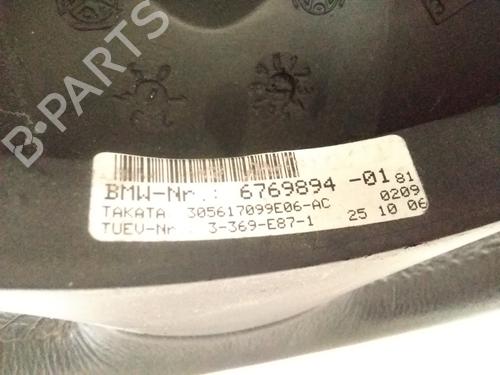 B-PARTS
BMW-Nr.: 6769894 -01 81
TAKATA 305617099E06-AC 0209
TUEV-Nr 3-369-E87-1 25 10 06